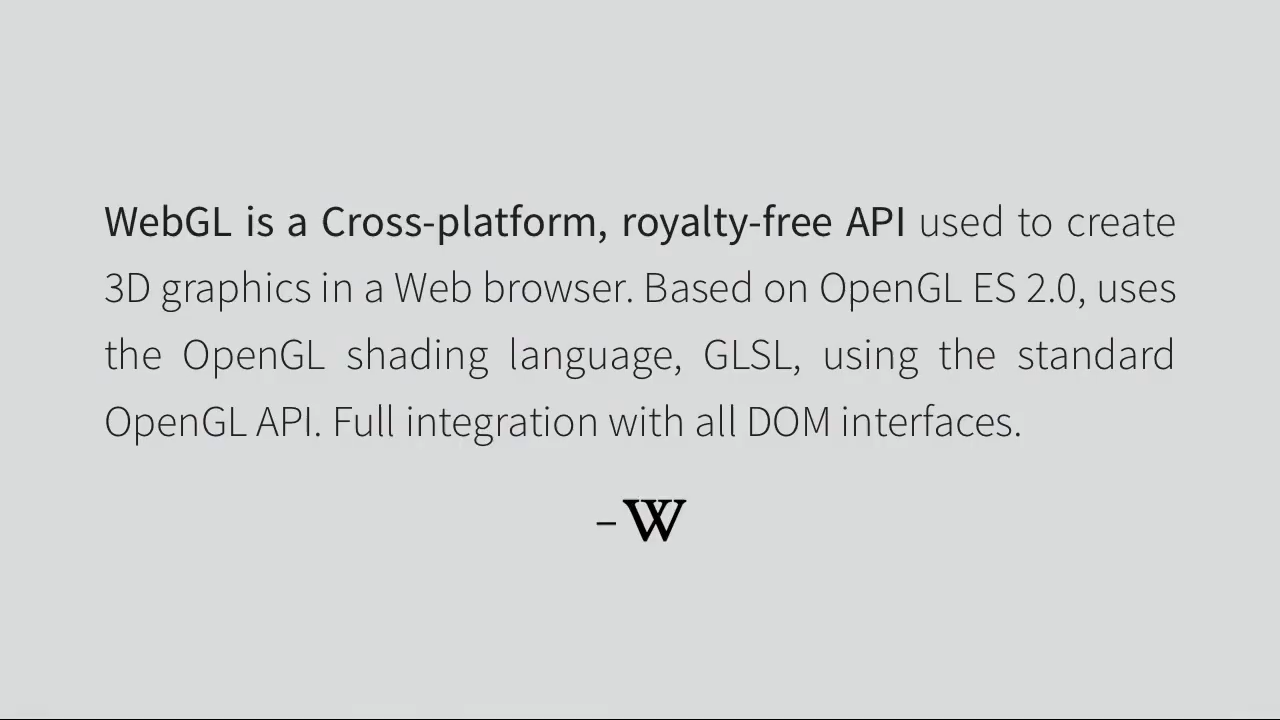 WebGL is a Cross-platform, royalty-free API used to create
3D graphics in a Web browser. Based on OpenGL ES 2.0, uses
the OpenGL shading language, GLSL, using the standard
OpenGL API. Full integration with all DOM interfaces.
– W